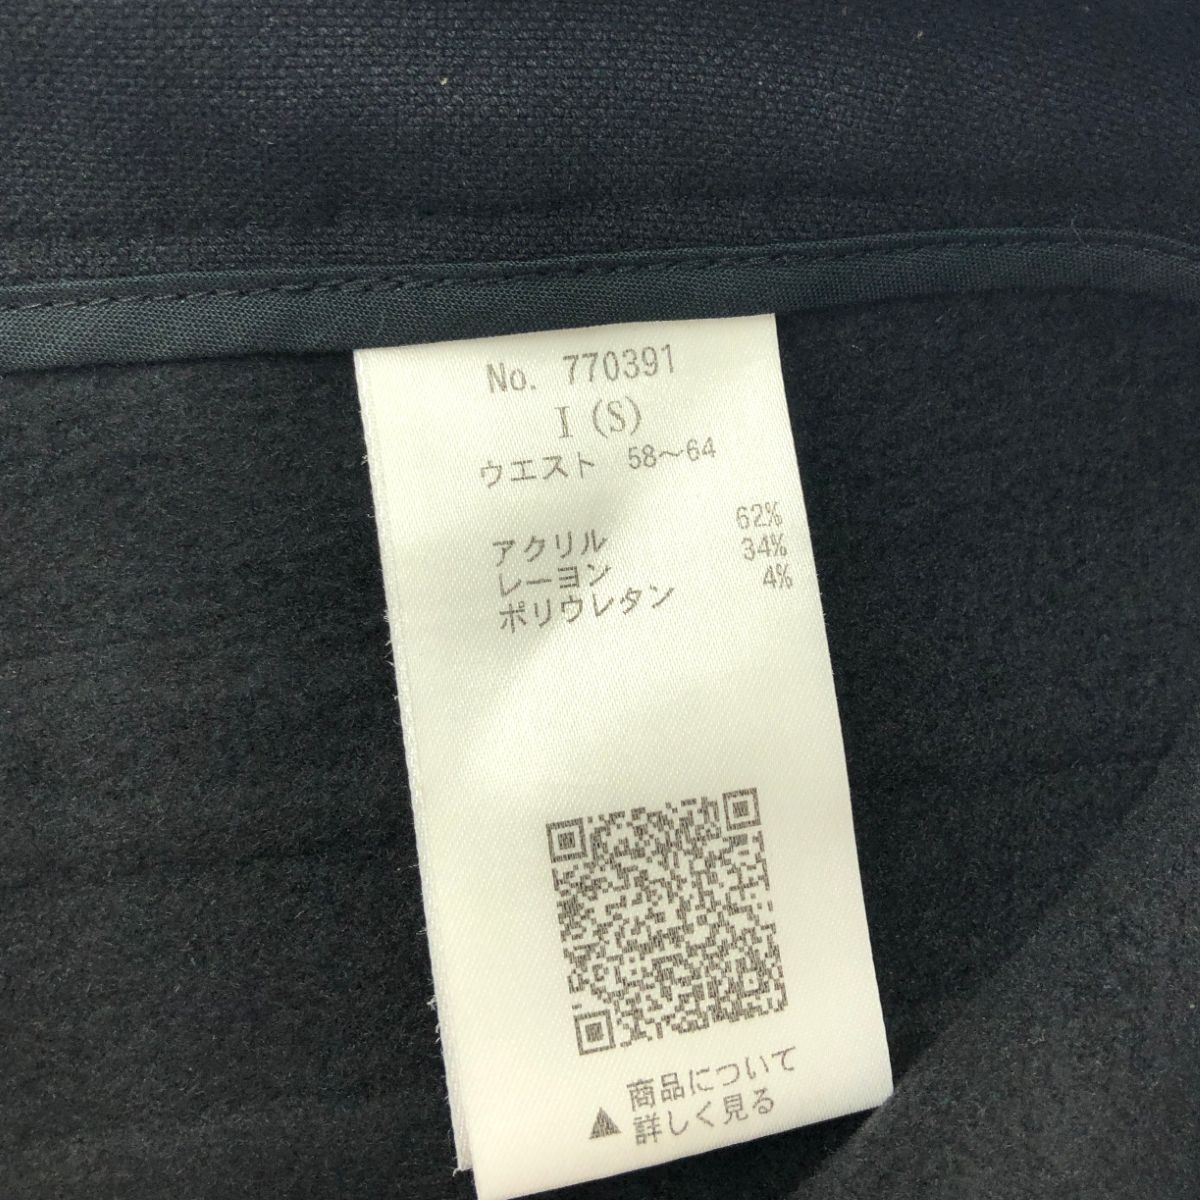 No. 770391
I (S)
ウエスト 58～64
アクリル 62%
レーヨン 34%
ポリウレタン 4%
商品について
▲詳しく見る